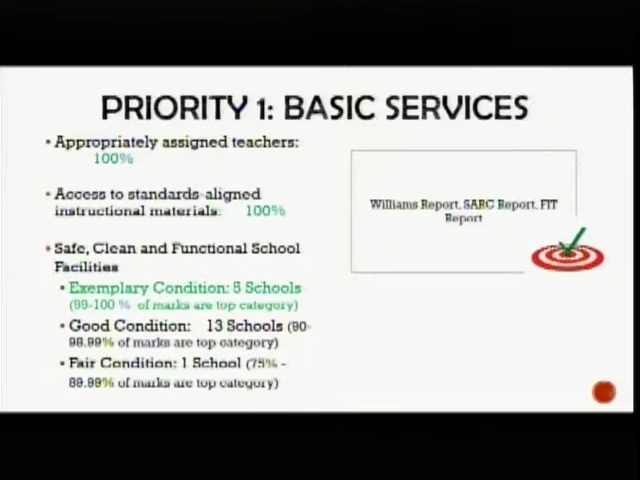 PRIORITY 1: BASIC SERVICES
• Appropriately assigned teachers:
100%
• Access to standards-aligned
instructional materials: 100%
• Safe, Clean and Functional School
Facilities
• Exemplary Condition: 5 Schools
(99-100 % of marks are top category)
• Good Condition: 13 Schools (90-
98.99% of marks are top category)
• Fair Condition: 1 School (75% -
89.99% of marks are top category)
Williams Report, SARC Report, FIT
Report